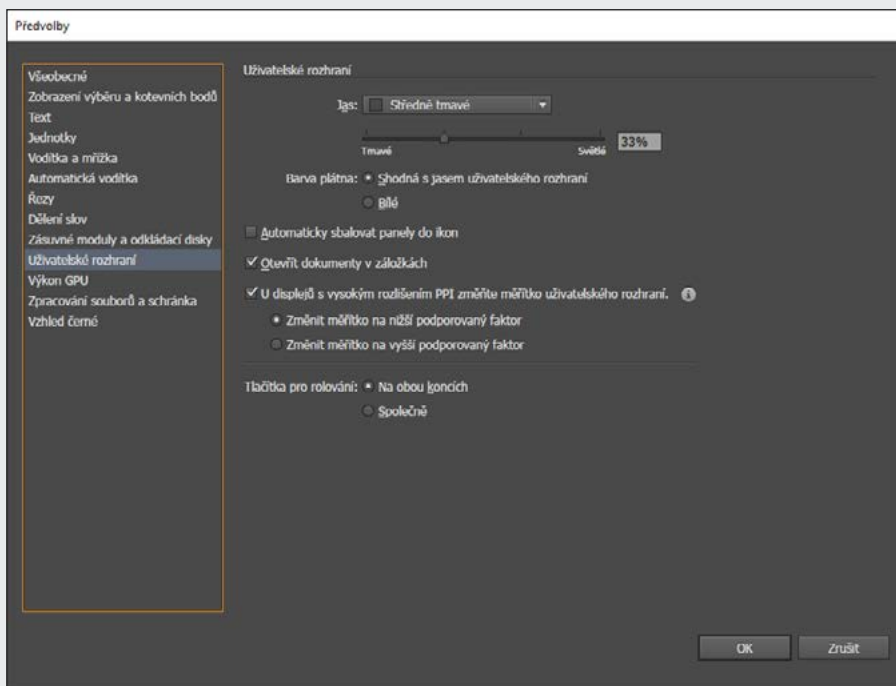 Předvolby
Všeobecné
Zobrazení výběru a kotevních bodů
Text
Jednotky
Vodítka a mřížka
Automatická vodítka
Řezy
Dělení slov
Zásuvné moduly a odkládací disky
Uživatelské rozhraní
Výkon GPU
Zpracování souborů a schránka
Vzhled černé
Uživatelské rozhraní
Jas: Středně tmavé
Tmavé Světlé 33%
Barva plátna: Shodná s jasem uživatelského rozhraní
Bílé
Automaticky sbalovat panely do ikon
Otevřít dokumenty v záložkách
U displejů s vysokým rozlišením PPI změňte měřítko uživatelského rozhraní.
Změnit měřítko na nižší podporovaný faktor
Změnit měřítko na vyšší podporovaný faktor
Tlačítka pro rolování: Na obou koncích
Společně
OK Zrušit